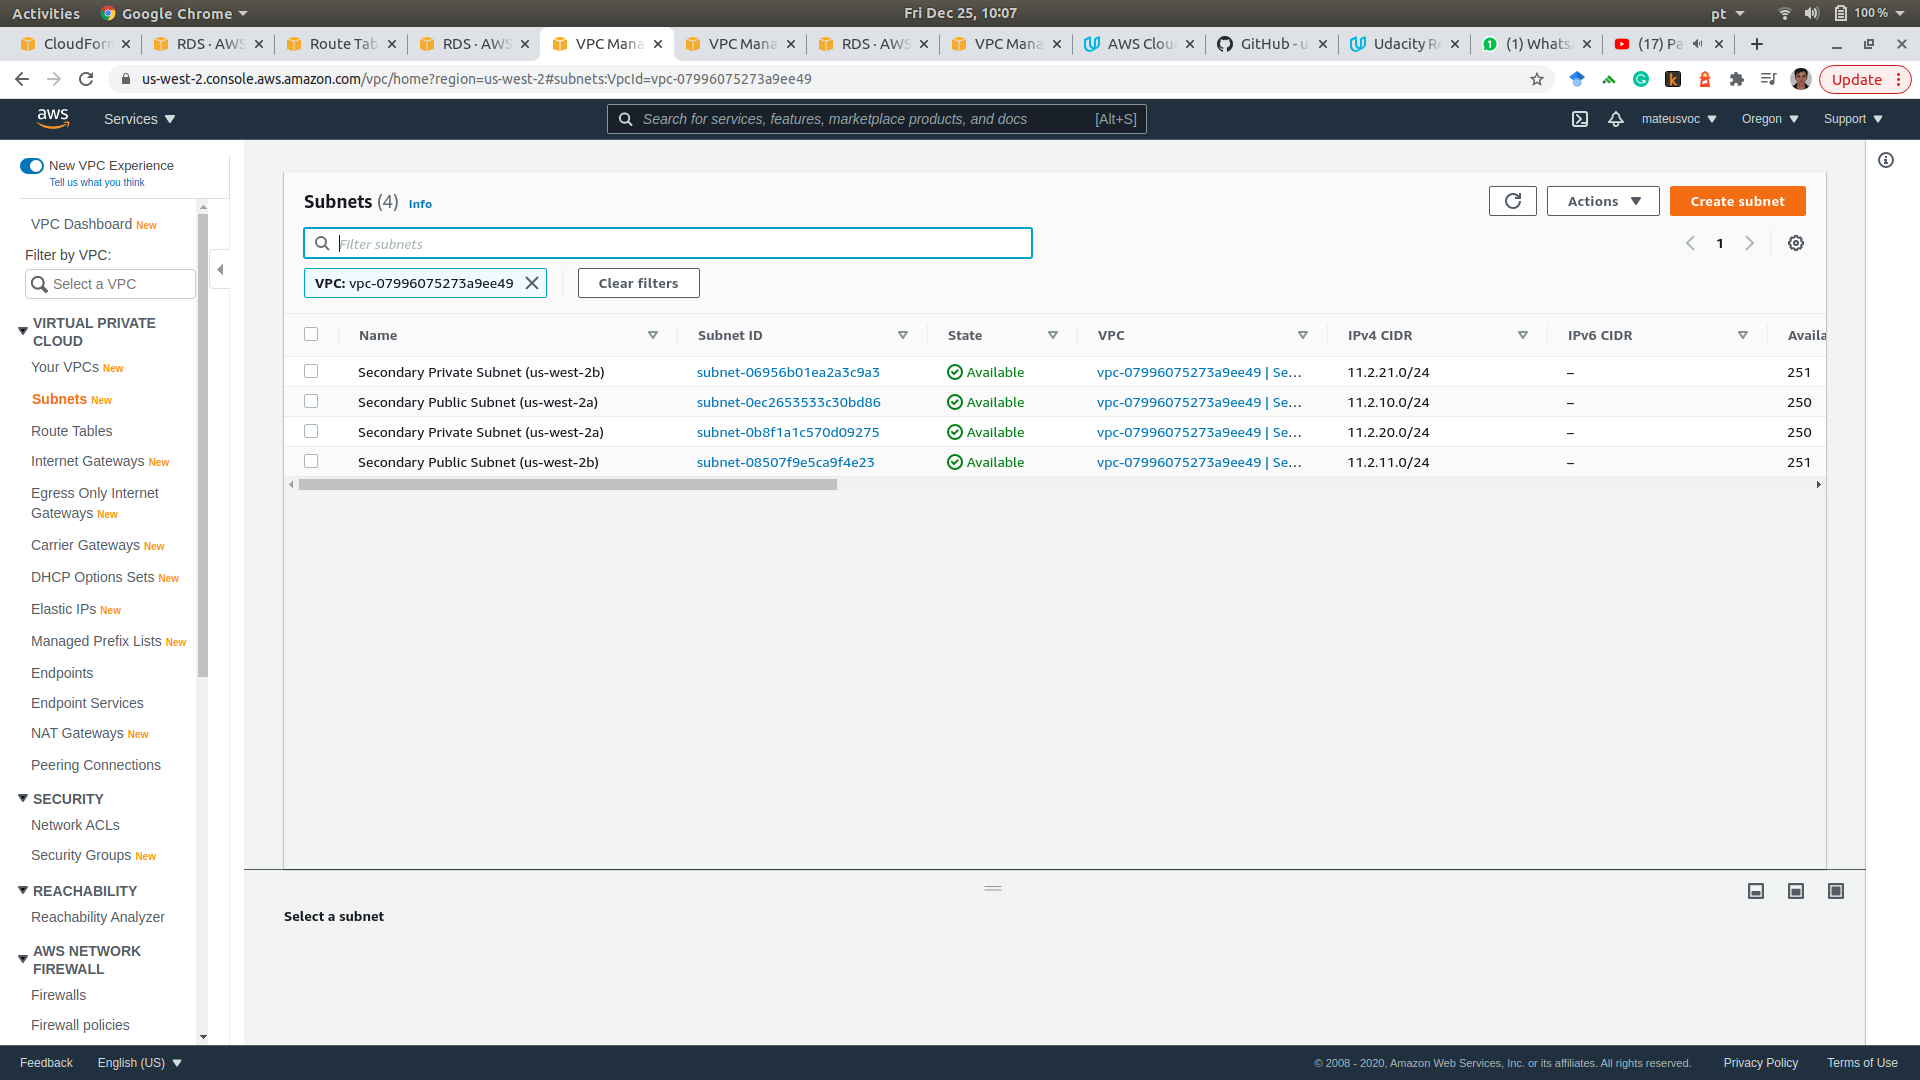 Activities
Google Chrome
Fri Dec 25, 10:07
pt
100 %
CloudForm
RDS · AWS
Route Tab
RDS · AWS
VPC Mana
VPC Mana
RDS · AWS
VPC Mana
AWS Clou
GitHub - u
Udacity Re
(1) Whats
(17) Pa
us-west-2.console.aws.amazon.com/vpc/home?region=us-west-2#subnets:VpcId=vpc-07996075273a9ee49
Update
aws
Services
Search for services, features, marketplace products, and docs
[Alt+S]
mateusvoc
Oregon
Support
New VPC Experience
Tell us what you think
VPC Dashboard New
Filter by VPC:
Select a VPC
VIRTUAL PRIVATE
CLOUD
Your VPCs New
Subnets New
Route Tables
Internet Gateways New
Egress Only Internet
Gateways New
Carrier Gateways New
DHCP Options Sets New
Elastic IPs New
Managed Prefix Lists New
Endpoints
Endpoint Services
NAT Gateways New
Peering Connections
SECURITY
Network ACLs
Security Groups New
REACHABILITY
Reachability Analyzer
AWS NETWORK
FIREWALL
Firewalls
Firewall policies
Subnets (4) Info
Actions
Create subnet
Filter subnets
1
VPC: vpc-07996075273a9ee49
Clear filters
Name Subnet ID State VPC IPv4 CIDR IPv6 CIDR Availa
Secondary Private Subnet (us-west-2b) subnet-06956b01ea2a3c9a3 Available vpc-07996075273a9ee49 | Se… 11.2.21.0/24 – 251
Secondary Public Subnet (us-west-2a) subnet-0ec2653533c30bd86 Available vpc-07996075273a9ee49 | Se… 11.2.10.0/24 – 250
Secondary Private Subnet (us-west-2a) subnet-0b8f1a1c570d09275 Available vpc-07996075273a9ee49 | Se… 11.2.20.0/24 – 250
Secondary Public Subnet (us-west-2b) subnet-08507f9e5ca9f4e23 Available vpc-07996075273a9ee49 | Se… 11.2.11.0/24 – 251
Select a subnet
Feedback
English (US)
© 2008 - 2020, Amazon Web Services, Inc. or its affiliates. All rights reserved.
Privacy Policy
Terms of Use